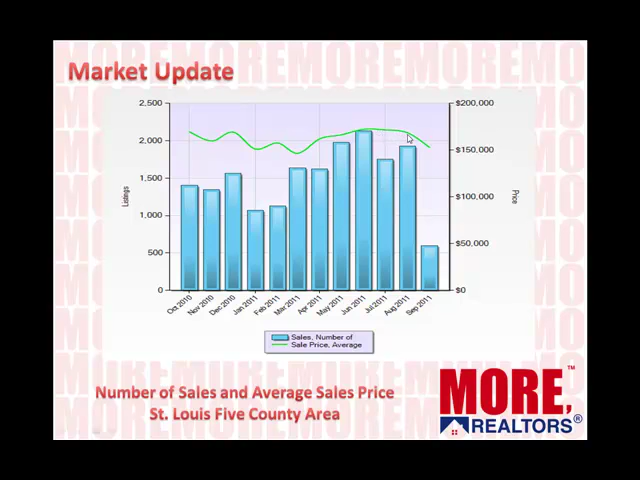 Market Update
2,500
2,000
1,500
1,000
500
0
Listings
$200,000
$150,000
$100,000
$50,000
$0
Price
Oct 2010
Nov 2010
Dec 2010
Jan 2011
Feb 2011
Mar 2011
Apr 2011
May 2011
Jun 2011
Jul 2011
Aug 2011
Sep 2011
Sales, Number of
Sale Price, Average
Number of Sales and Average Sales Price
St. Louis Five County Area
MORE, ™
REALTORS®